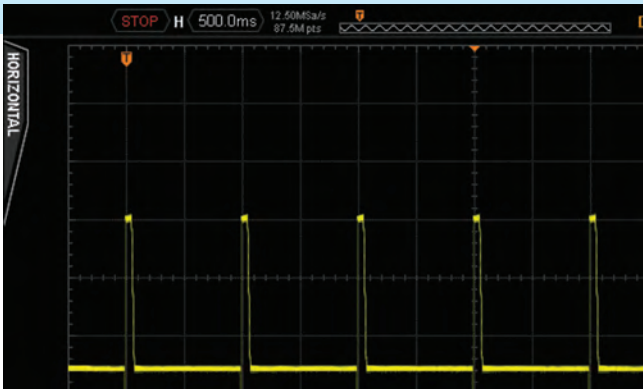 STOP H 500.0ms 12.50MSa/s
87.5M pts
T
HORIZONTAL
T